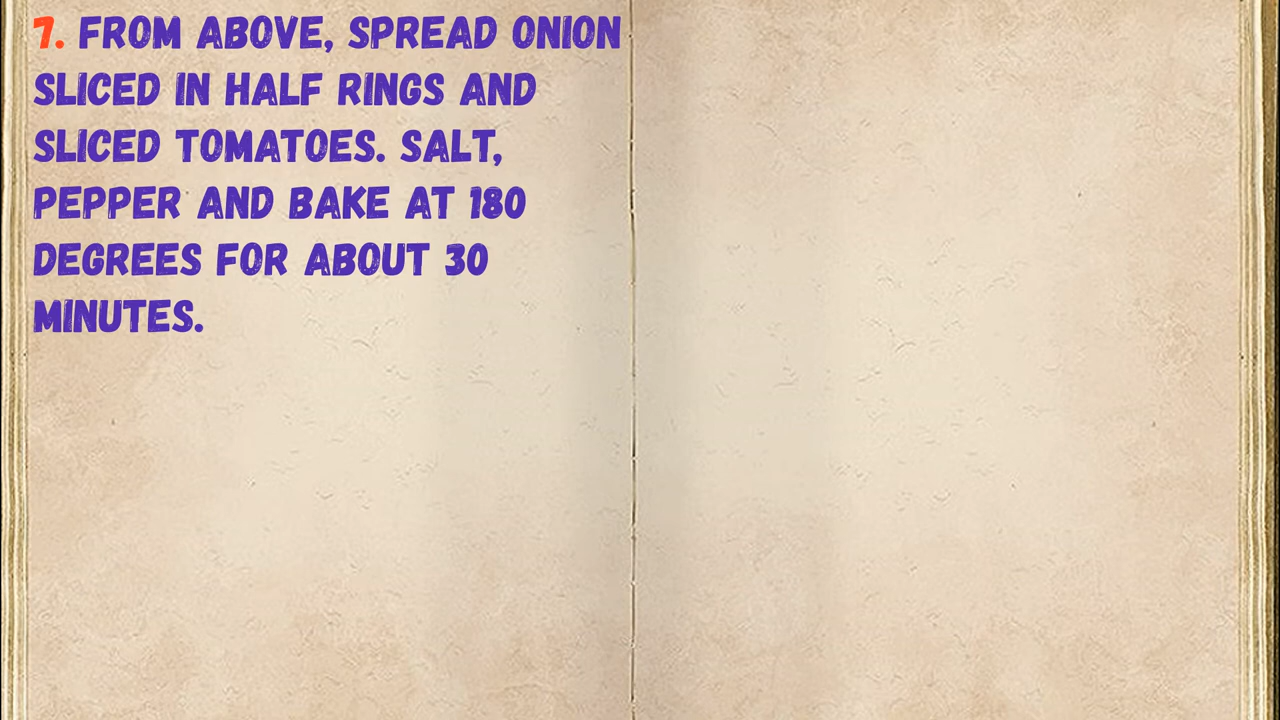 7. FROM ABOVE, SPREAD ONION
SLICED IN HALF RINGS AND
SLICED TOMATOES. SALT,
PEPPER AND BAKE AT 180
DEGREES FOR ABOUT 30
MINUTES.